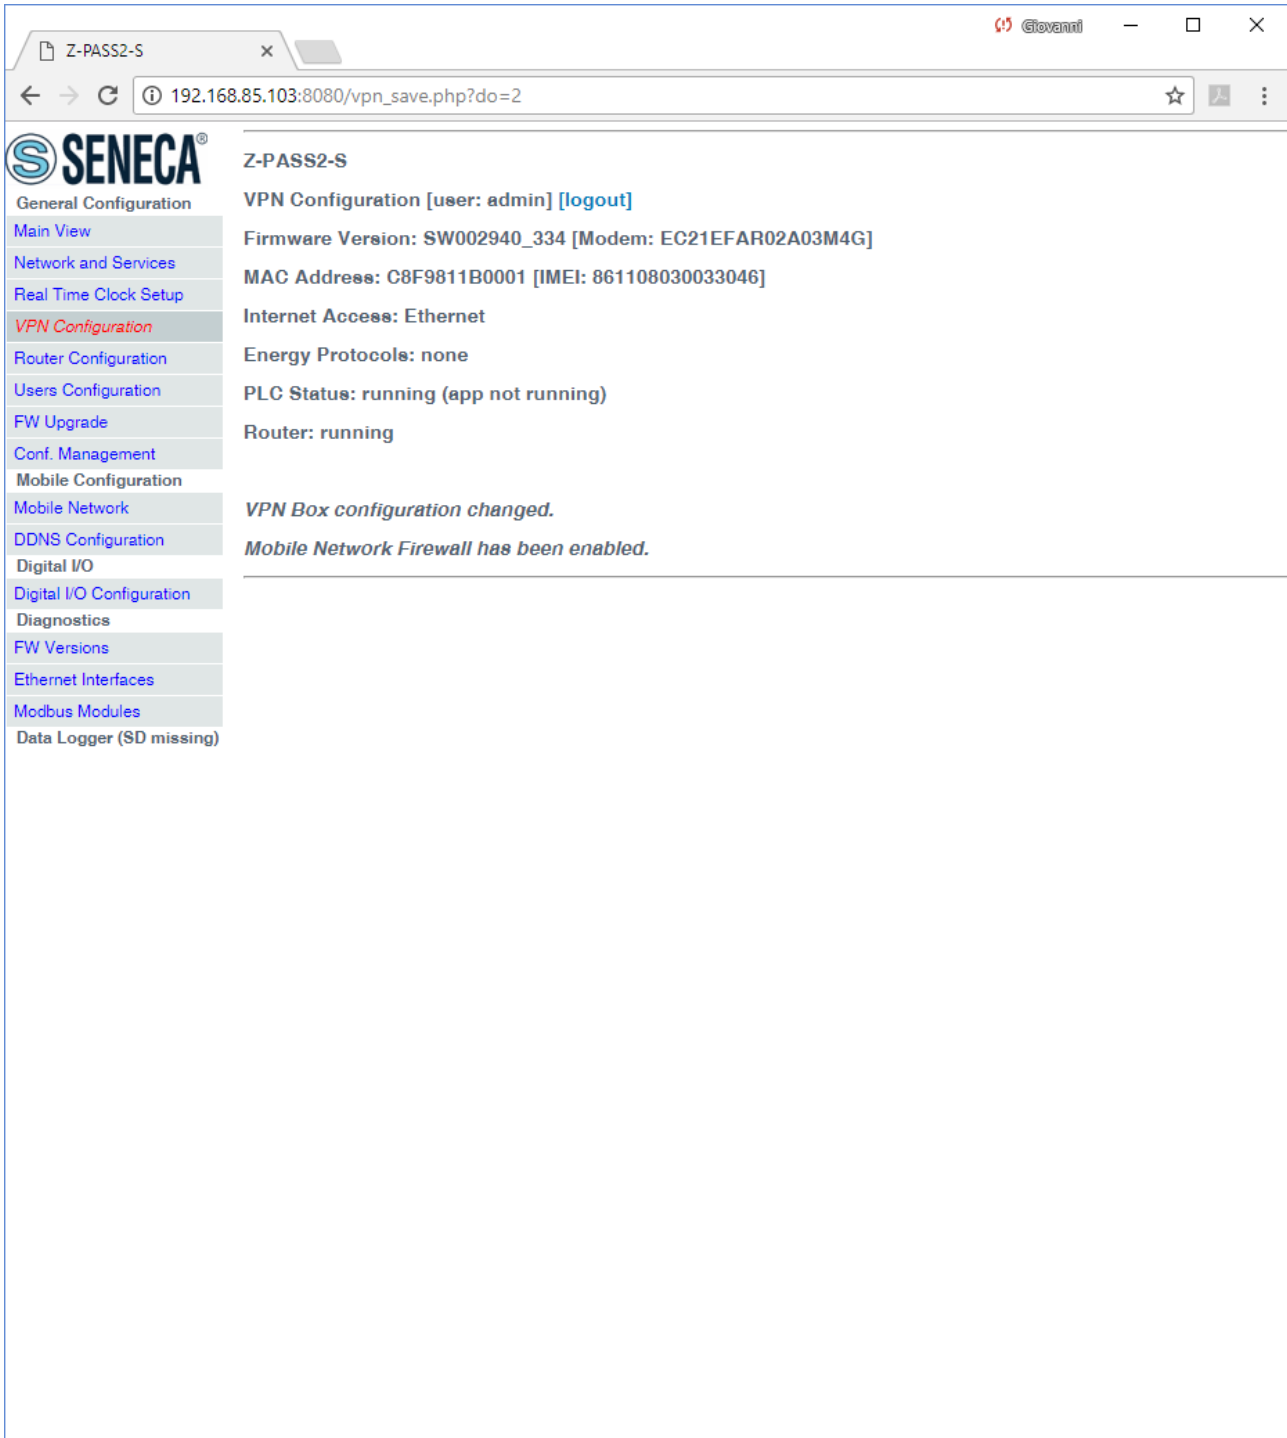 Giovanni
Z-PASS2-S
192.168.85.103:8080/vpn_save.php?do=2
SENECA®
General Configuration
Main View
Network and Services
Real Time Clock Setup
VPN Configuration
Router Configuration
Users Configuration
FW Upgrade
Conf. Management
Mobile Configuration
Mobile Network
DDNS Configuration
Digital I/O
Digital I/O Configuration
Diagnostics
FW Versions
Ethernet Interfaces
Modbus Modules
Data Logger (SD missing)
Z-PASS2-S
VPN Configuration [user: admin] [logout]
Firmware Version: SW002940_334 [Modem: EC21EFAR02A03M4G]
MAC Address: C8F9811B0001 [IMEI: 861108030033046]
Internet Access: Ethernet
Energy Protocols: none
PLC Status: running (app not running)
Router: running
VPN Box configuration changed.
Mobile Network Firewall has been enabled.